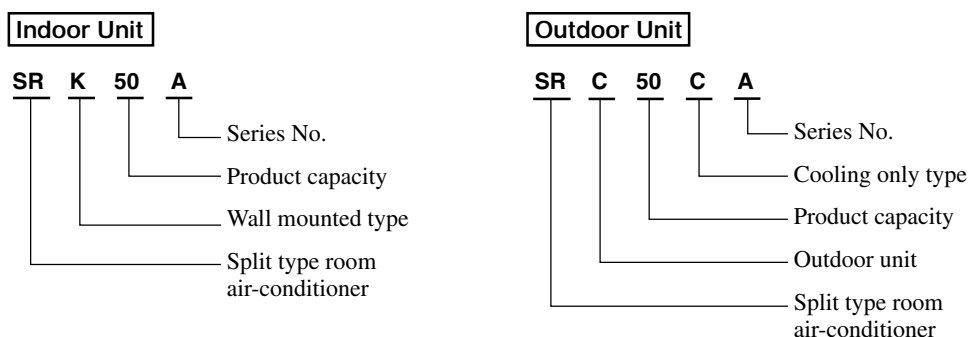 Indoor Unit
SR K 50 A
Series No.
Product capacity
Wall mounted type
Split type room
air-conditioner
Outdoor Unit
SR C 50 C A
Series No.
Cooling only type
Product capacity
Outdoor unit
Split type room
air-conditioner